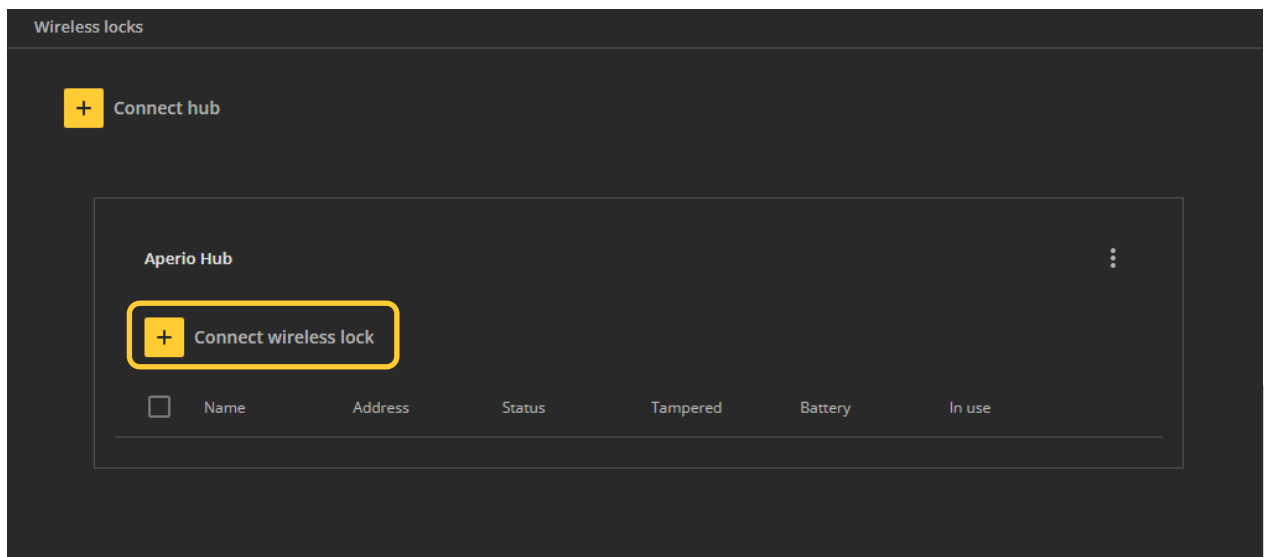 Wireless locks
+ Connect hub
Aperio Hub
+ Connect wireless lock
Name Address Status Tampered Battery In use